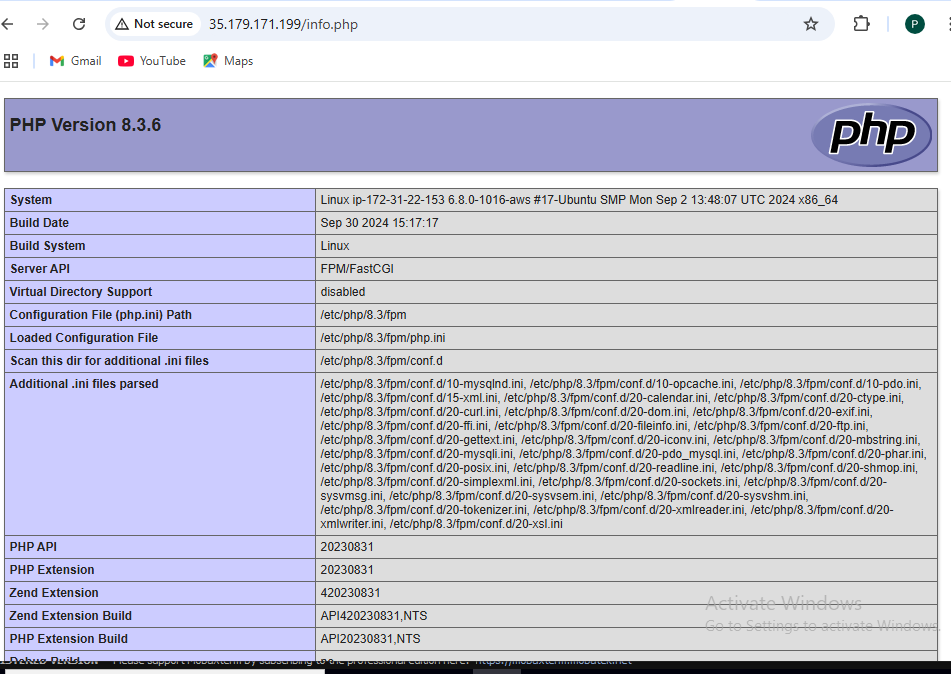 Not secure 35.179.171.199/info.php P
Gmail YouTube Maps
PHP Version 8.3.6
php
System Linux ip-172-31-22-153 6.8.0-1016-aws #17-Ubuntu SMP Mon Sep 2 13:48:07 UTC 2024 x86_64
Build Date Sep 30 2024 15:17:17
Build System Linux
Server API FPM/FastCGI
Virtual Directory Support disabled
Configuration File (php.ini) Path /etc/php/8.3/fpm
Loaded Configuration File /etc/php/8.3/fpm/php.ini
Scan this dir for additional .ini files /etc/php/8.3/fpm/conf.d
Additional .ini files parsed /etc/php/8.3/fpm/conf.d/10-mysqlnd.ini, /etc/php/8.3/fpm/conf.d/10-opcache.ini, /etc/php/8.3/fpm/conf.d/10-pdo.ini,
/etc/php/8.3/fpm/conf.d/15-xml.ini, /etc/php/8.3/fpm/conf.d/20-calendar.ini, /etc/php/8.3/fpm/conf.d/20-ctype.ini,
/etc/php/8.3/fpm/conf.d/20-curl.ini, /etc/php/8.3/fpm/conf.d/20-dom.ini, /etc/php/8.3/fpm/conf.d/20-exif.ini,
/etc/php/8.3/fpm/conf.d/20-ffi.ini, /etc/php/8.3/fpm/conf.d/20-fileinfo.ini, /etc/php/8.3/fpm/conf.d/20-ftp.ini,
/etc/php/8.3/fpm/conf.d/20-gettext.ini, /etc/php/8.3/fpm/conf.d/20-iconv.ini, /etc/php/8.3/fpm/conf.d/20-mbstring.ini,
/etc/php/8.3/fpm/conf.d/20-mysqli.ini, /etc/php/8.3/fpm/conf.d/20-pdo_mysql.ini, /etc/php/8.3/fpm/conf.d/20-phar.ini,
/etc/php/8.3/fpm/conf.d/20-posix.ini, /etc/php/8.3/fpm/conf.d/20-readline.ini, /etc/php/8.3/fpm/conf.d/20-shmop.ini,
/etc/php/8.3/fpm/conf.d/20-simplexml.ini, /etc/php/8.3/fpm/conf.d/20-sockets.ini, /etc/php/8.3/fpm/conf.d/20-
sysvmsg.ini, /etc/php/8.3/fpm/conf.d/20-sysvsem.ini, /etc/php/8.3/fpm/conf.d/20-sysvshm.ini,
/etc/php/8.3/fpm/conf.d/20-tokenizer.ini, /etc/php/8.3/fpm/conf.d/20-xmlreader.ini, /etc/php/8.3/fpm/conf.d/20-
xmlwriter.ini, /etc/php/8.3/fpm/conf.d/20-xsl.ini
PHP API 20230831
PHP Extension 20230831
Zend Extension 420230831
Zend Extension Build API420230831,NTS
PHP Extension Build API20230831,NTS
Activate Windows
Go to Settings to activate Windows.
Debug Build
Please support MobaXterm by subscribing to the professional edition here: https://mobaxterm.mobatek.net